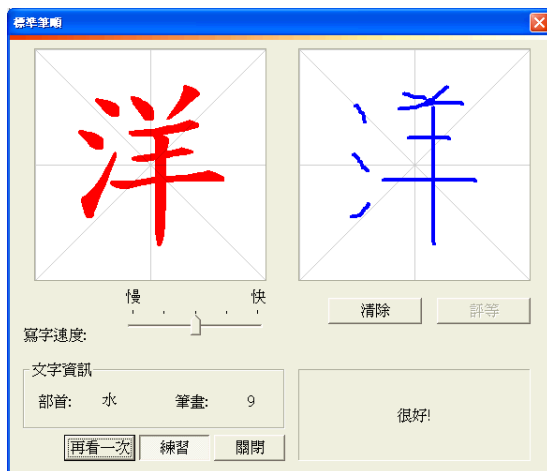 標準筆順
洋 洋
慢 快
寫字速度:
清除 評等
文字資訊
部首: 水 筆畫: 9
很好!
再看一次 練習 關閉